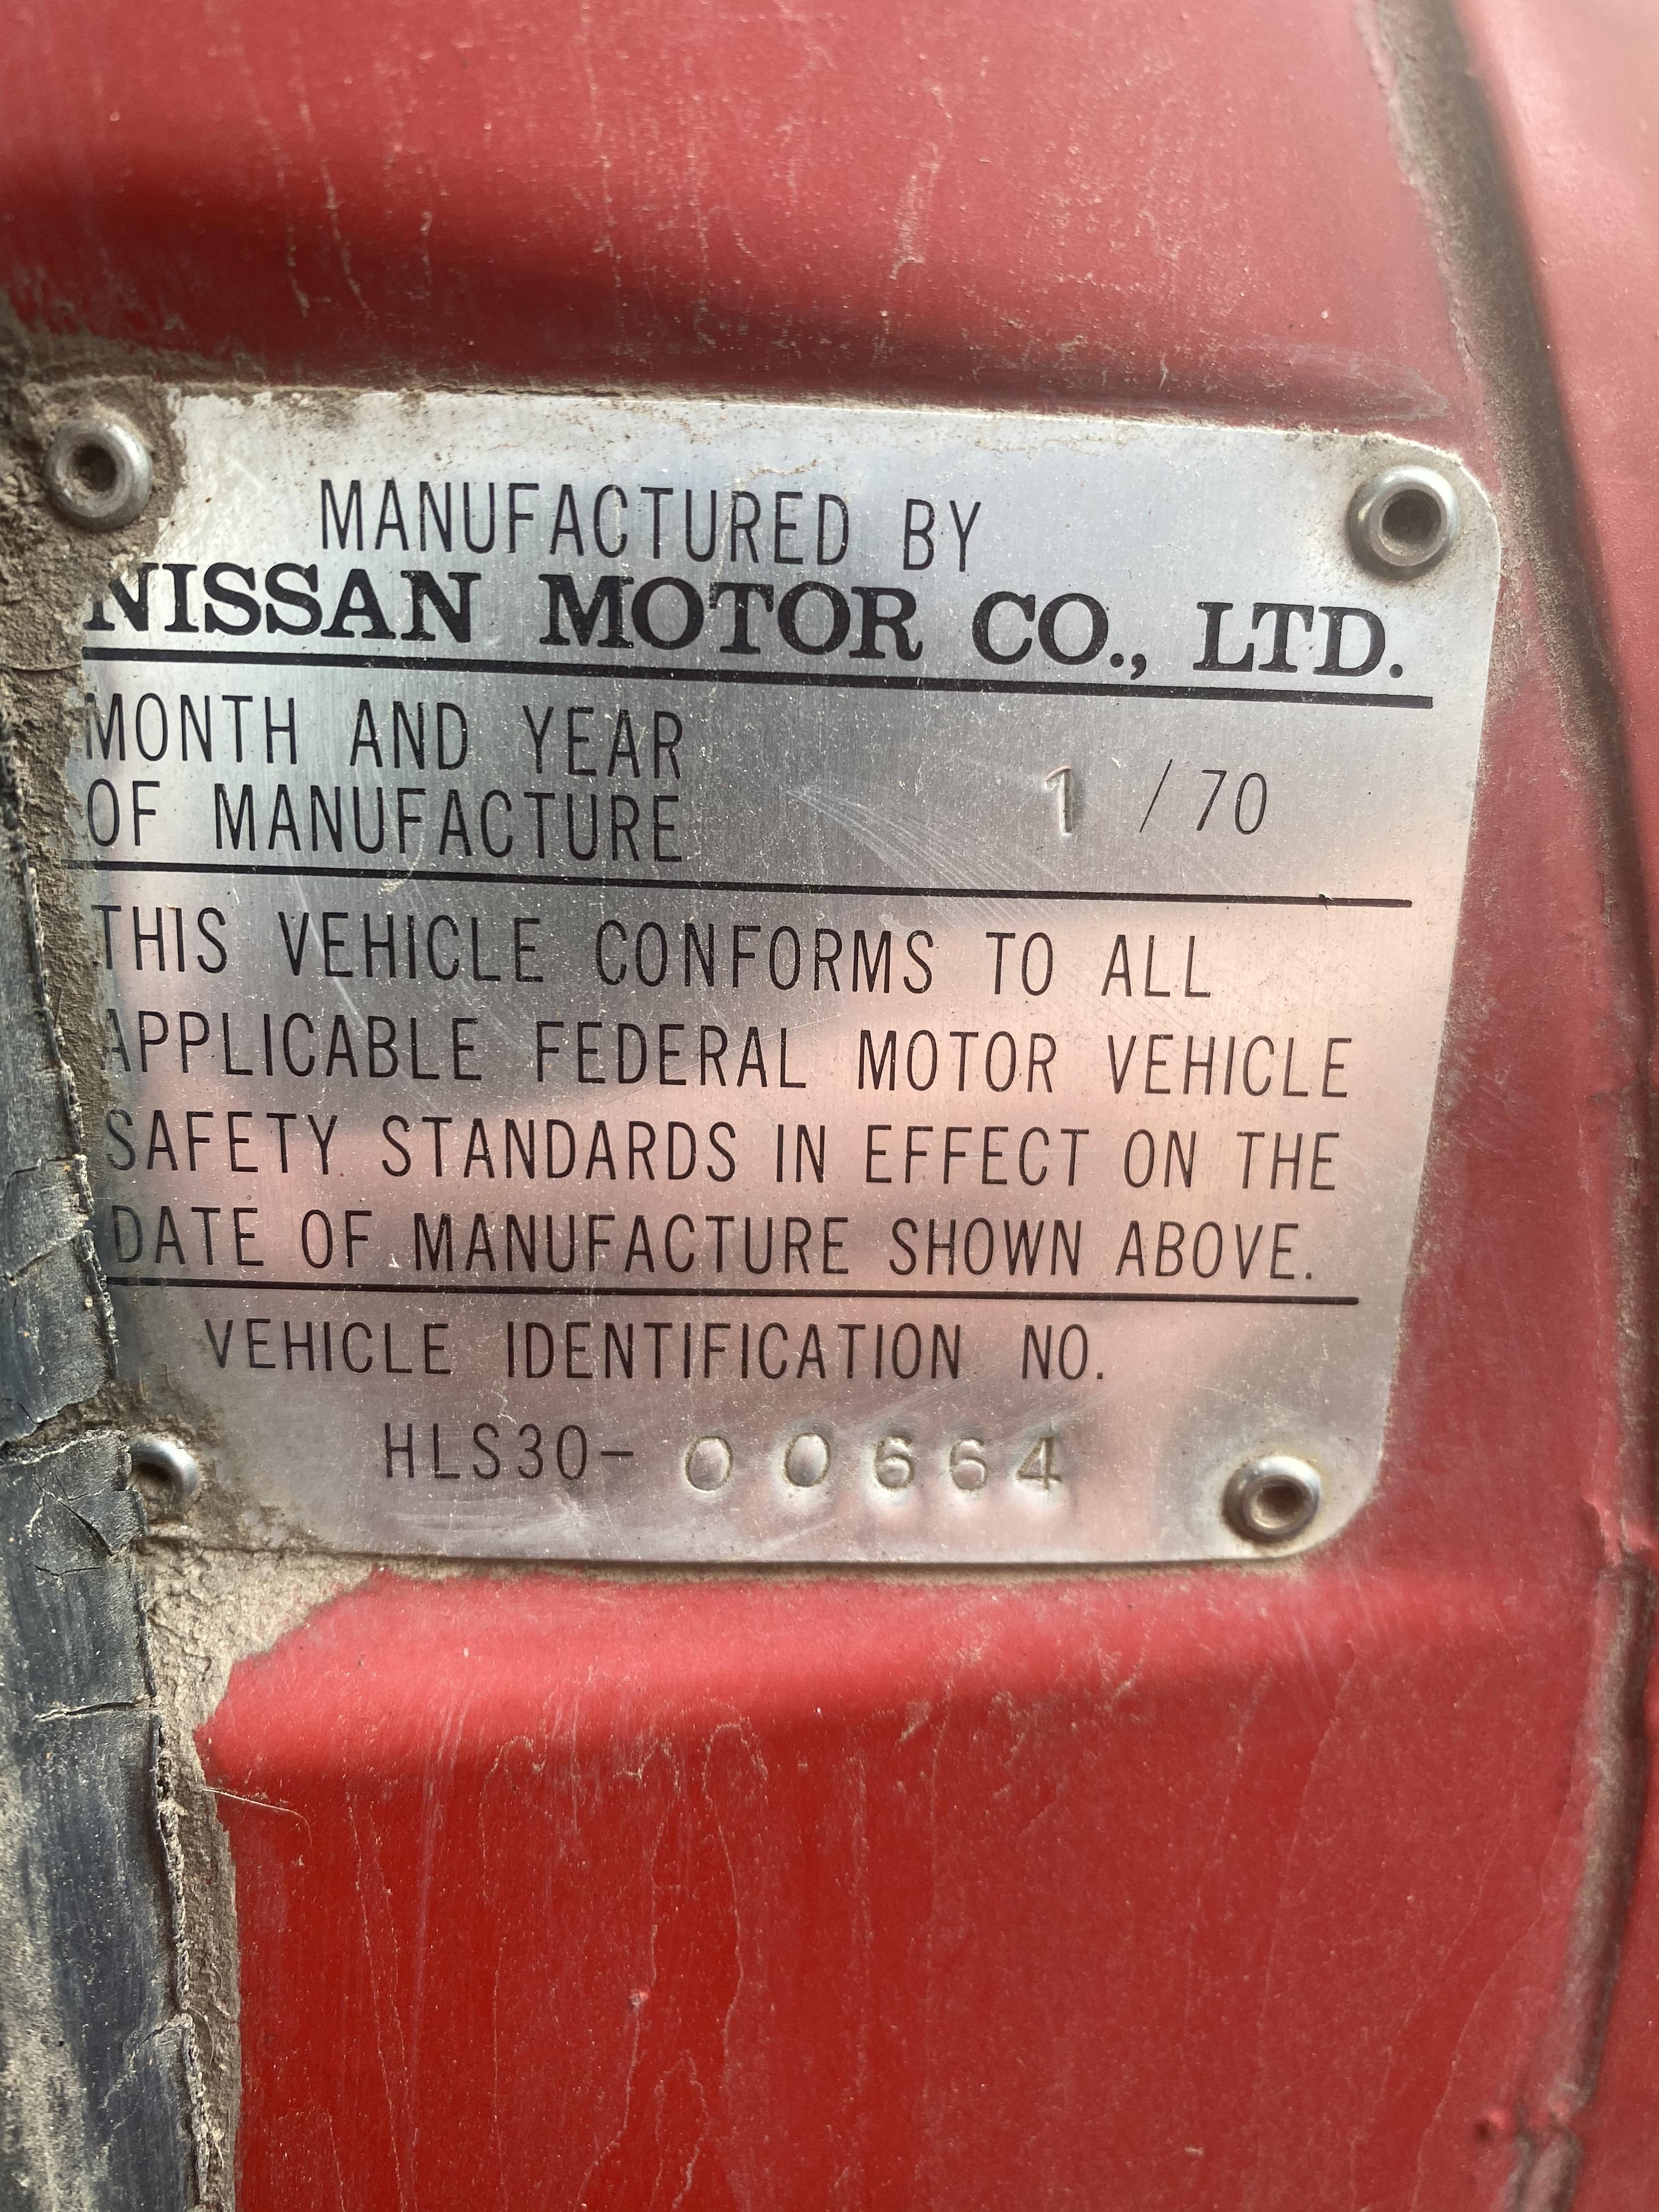 MANUFACTURED BY
NISSAN MOTOR CO., LTD.
MONTH AND YEAR
OF MANUFACTURE 1 / 70
THIS VEHICLE CONFORMS TO ALL
APPLICABLE FEDERAL MOTOR VEHICLE
SAFETY STANDARDS IN EFFECT ON THE
DATE OF MANUFACTURE SHOWN ABOVE.
VEHICLE IDENTIFICATION NO.
HLS30- 00664